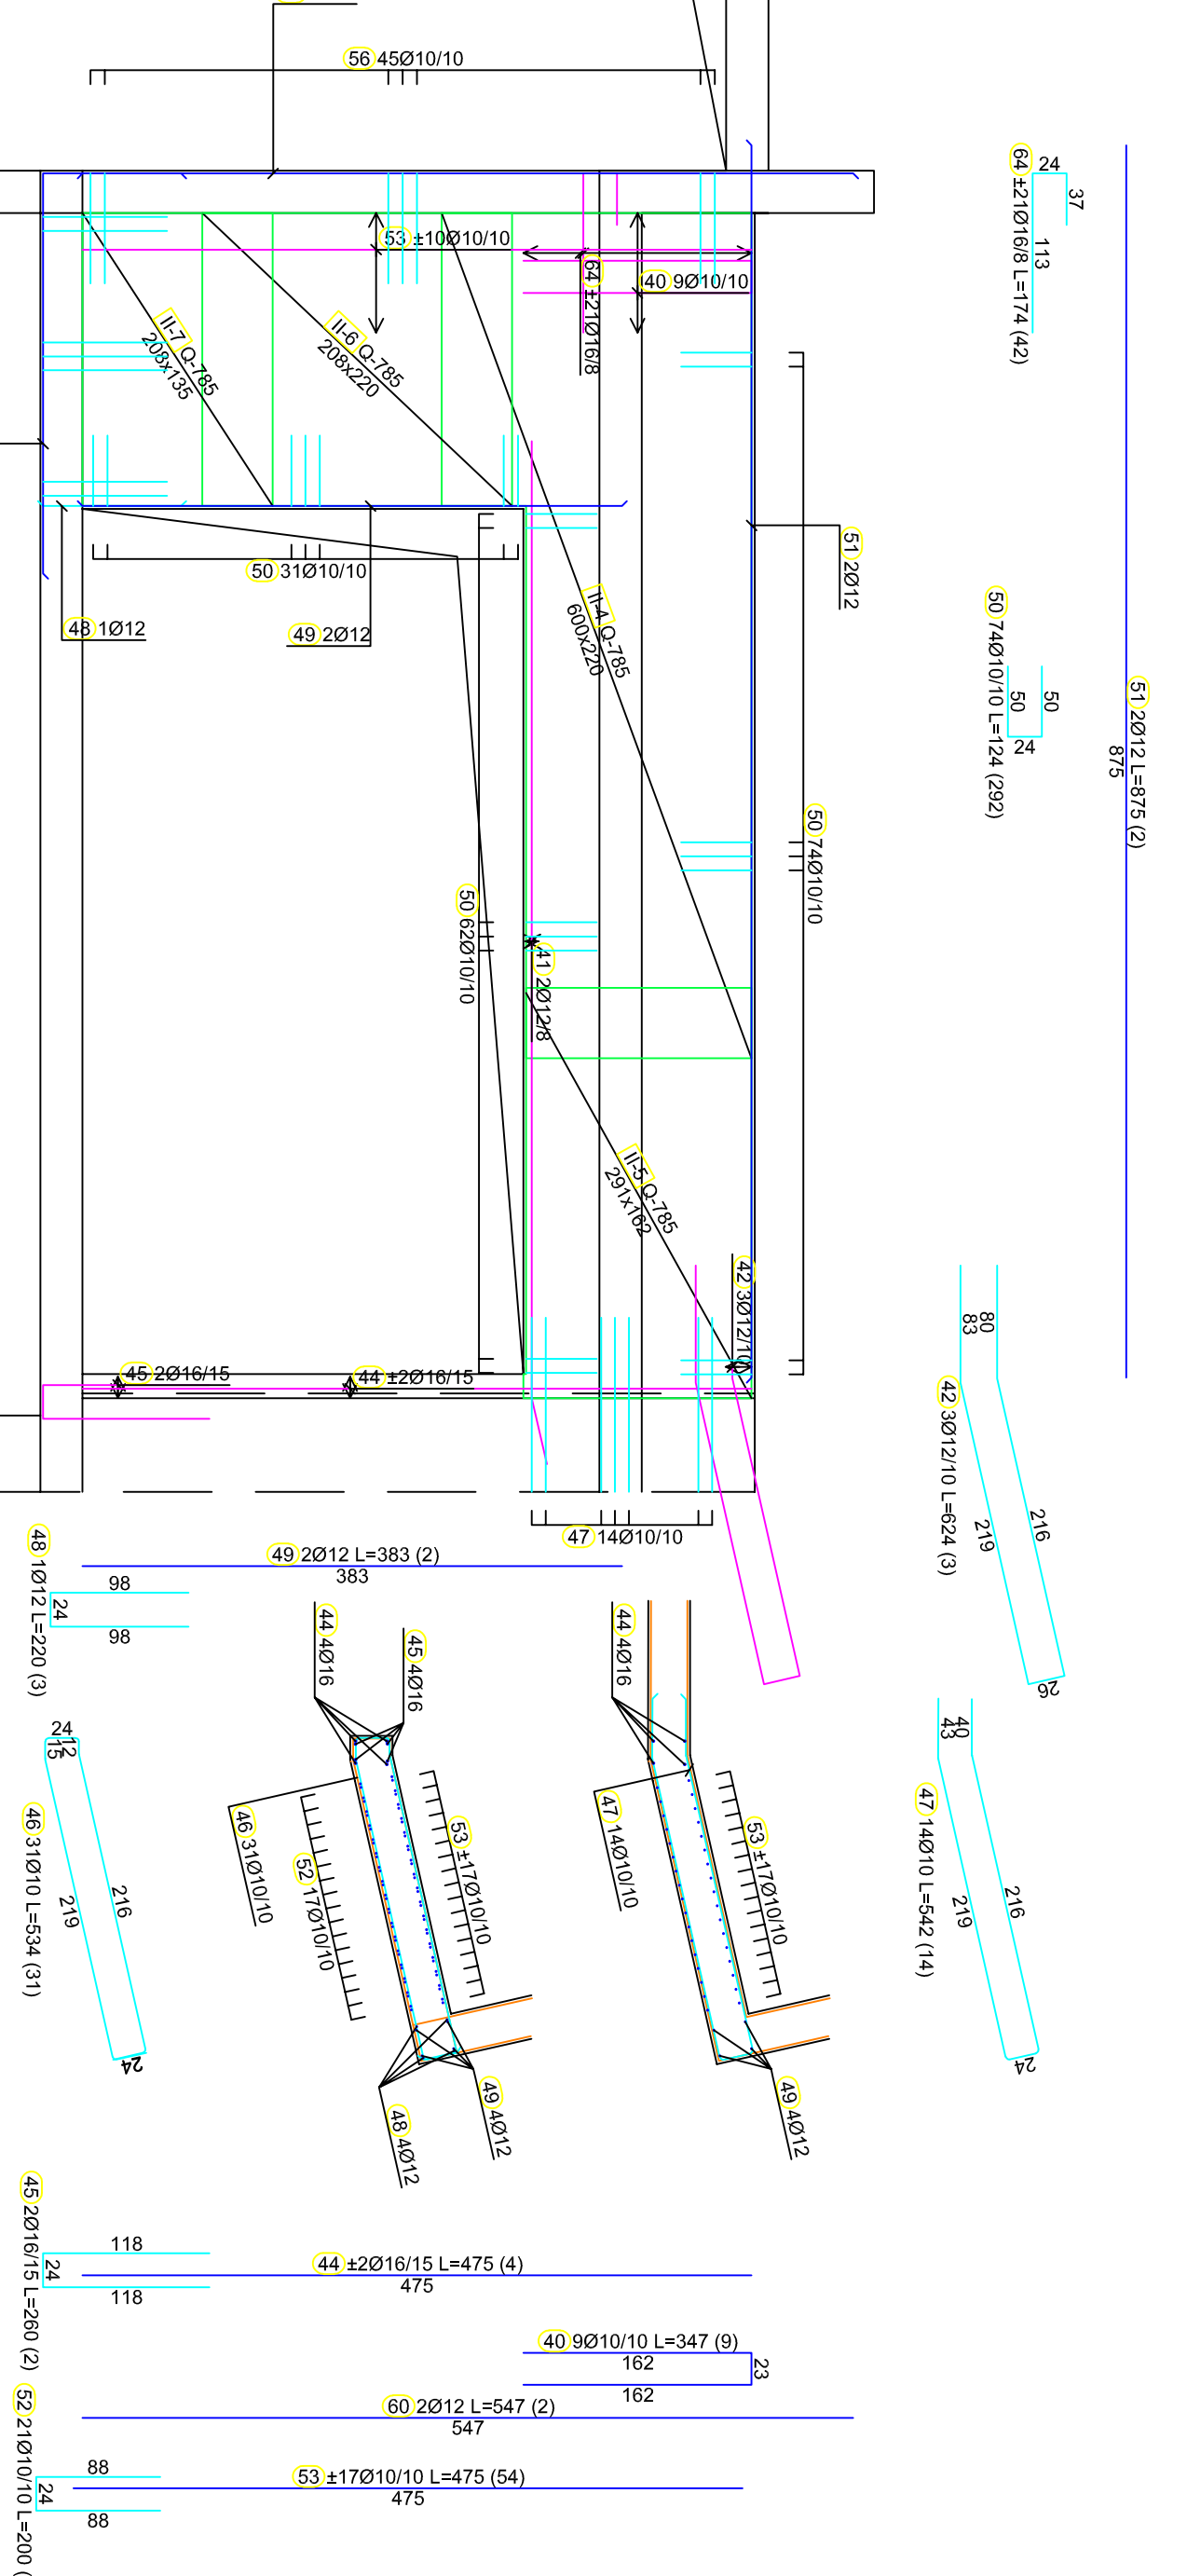 56 45Ø10/10
24
37
113
64 ±21Ø16/8 L=174 (42)
53 ±10Ø10/10
64 ±21Ø16/8
40 9Ø10/10
II-7 Q-785
208x135
II-6 Q-785
208x220
51 2Ø12
50 31Ø10/10
48 1Ø12
49 2Ø12
II-4 Q-785
600x220
50 74Ø10/10 L=124 (292)
50
50
24
51 2Ø12 L=875 (2)
875
50 74Ø10/10
50 62Ø10/10
41 2Ø12/8
II-5 Q-785
291x162
42 3Ø12/10
80
83
42 3Ø12/10 L=624 (3)
216
219
26
45 2Ø16/15
44 ±2Ø16/15
47 14Ø10/10
49 2Ø12 L=383 (2)
383
48 1Ø12 L=220 (3)
98
24
98
44 4Ø16
45 4Ø16
44 4Ø16
40
43
47 14Ø10 L=542 (14)
216
219
24
24
12
15
46 31Ø10 L=534 (31)
216
219
24
46 31Ø10/10
52 17Ø10/10
53 ±17Ø10/10
47 14Ø10/10
53 ±17Ø10/10
49 4Ø12
48 4Ø12
49 4Ø12
45 2Ø16/15 L=260 (2)
118
24
118
44 ±2Ø16/15 L=475 (4)
475
40 9Ø10/10 L=347 (9)
162
23
162
60 2Ø12 L=547 (2)
547
52 21Ø10/10 L=200 (
88
24
88
53 ±17Ø10/10 L=475 (54)
475